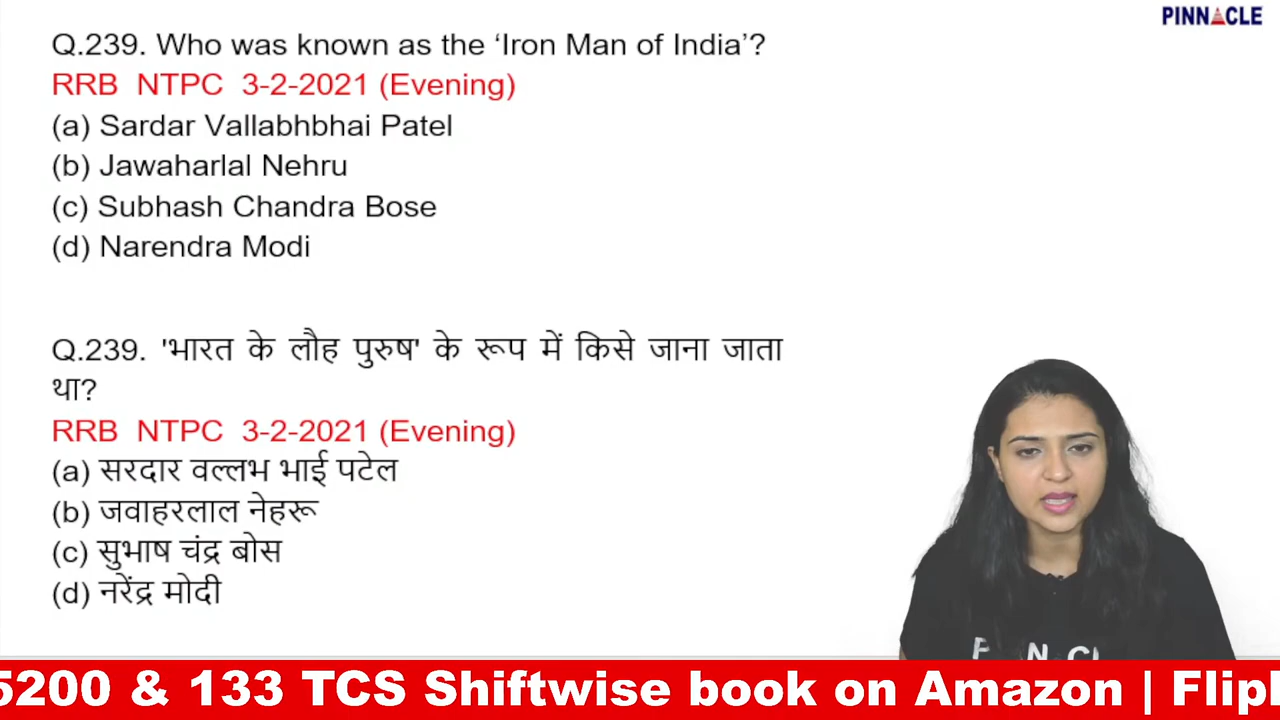 PINNACLE
Q.239. Who was known as the ‘Iron Man of India’?
RRB NTPC 3-2-2021 (Evening)
(a) Sardar Vallabhbhai Patel
(b) Jawaharlal Nehru
(c) Subhash Chandra Bose
(d) Narendra Modi
Q.239. 'भारत के लौह पुरुष' के रूप में किसे जाना जाता
था?
RRB NTPC 3-2-2021 (Evening)
(a) सरदार वल्लभ भाई पटेल
(b) जवाहरलाल नेहरू
(c) सुभाष चंद्र बोस
(d) नरेंद्र मोदी
5200 & 133 TCS Shiftwise book on Amazon |